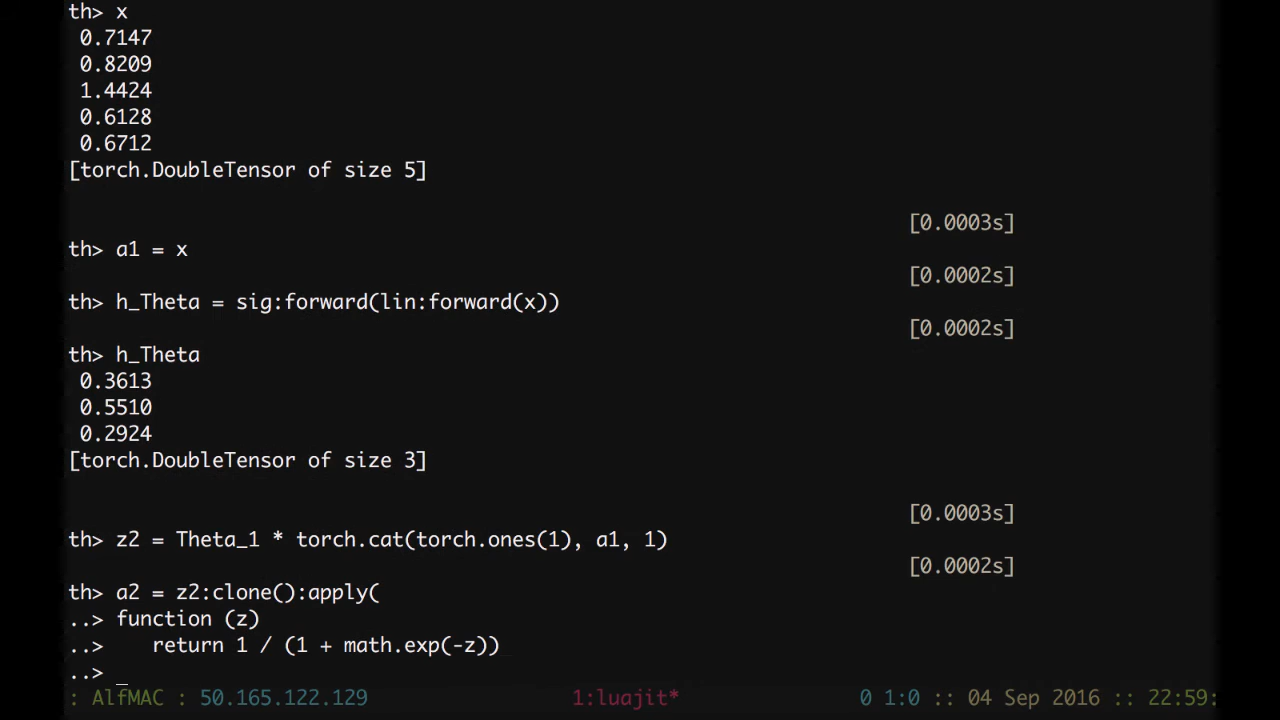 th> x
0.7147
0.8209
1.4424
0.6128
0.6712
[torch.DoubleTensor of size 5]
[0.0003s]
th> a1 = x
[0.0002s]
th> h_Theta = sig:forward(lin:forward(x))
[0.0002s]
th> h_Theta
0.3613
0.5510
0.2924
[torch.DoubleTensor of size 3]
[0.0003s]
th> z2 = Theta_1 * torch.cat(torch.ones(1), a1, 1)
[0.0002s]
th> a2 = z2:clone():apply(
..> function (z)
..>    return 1 / (1 + math.exp(-z))
..> _
: AlfMAC : 50.165.122.129 1:luajit* 0 1:0 :: 04 Sep 2016 :: 22:59: